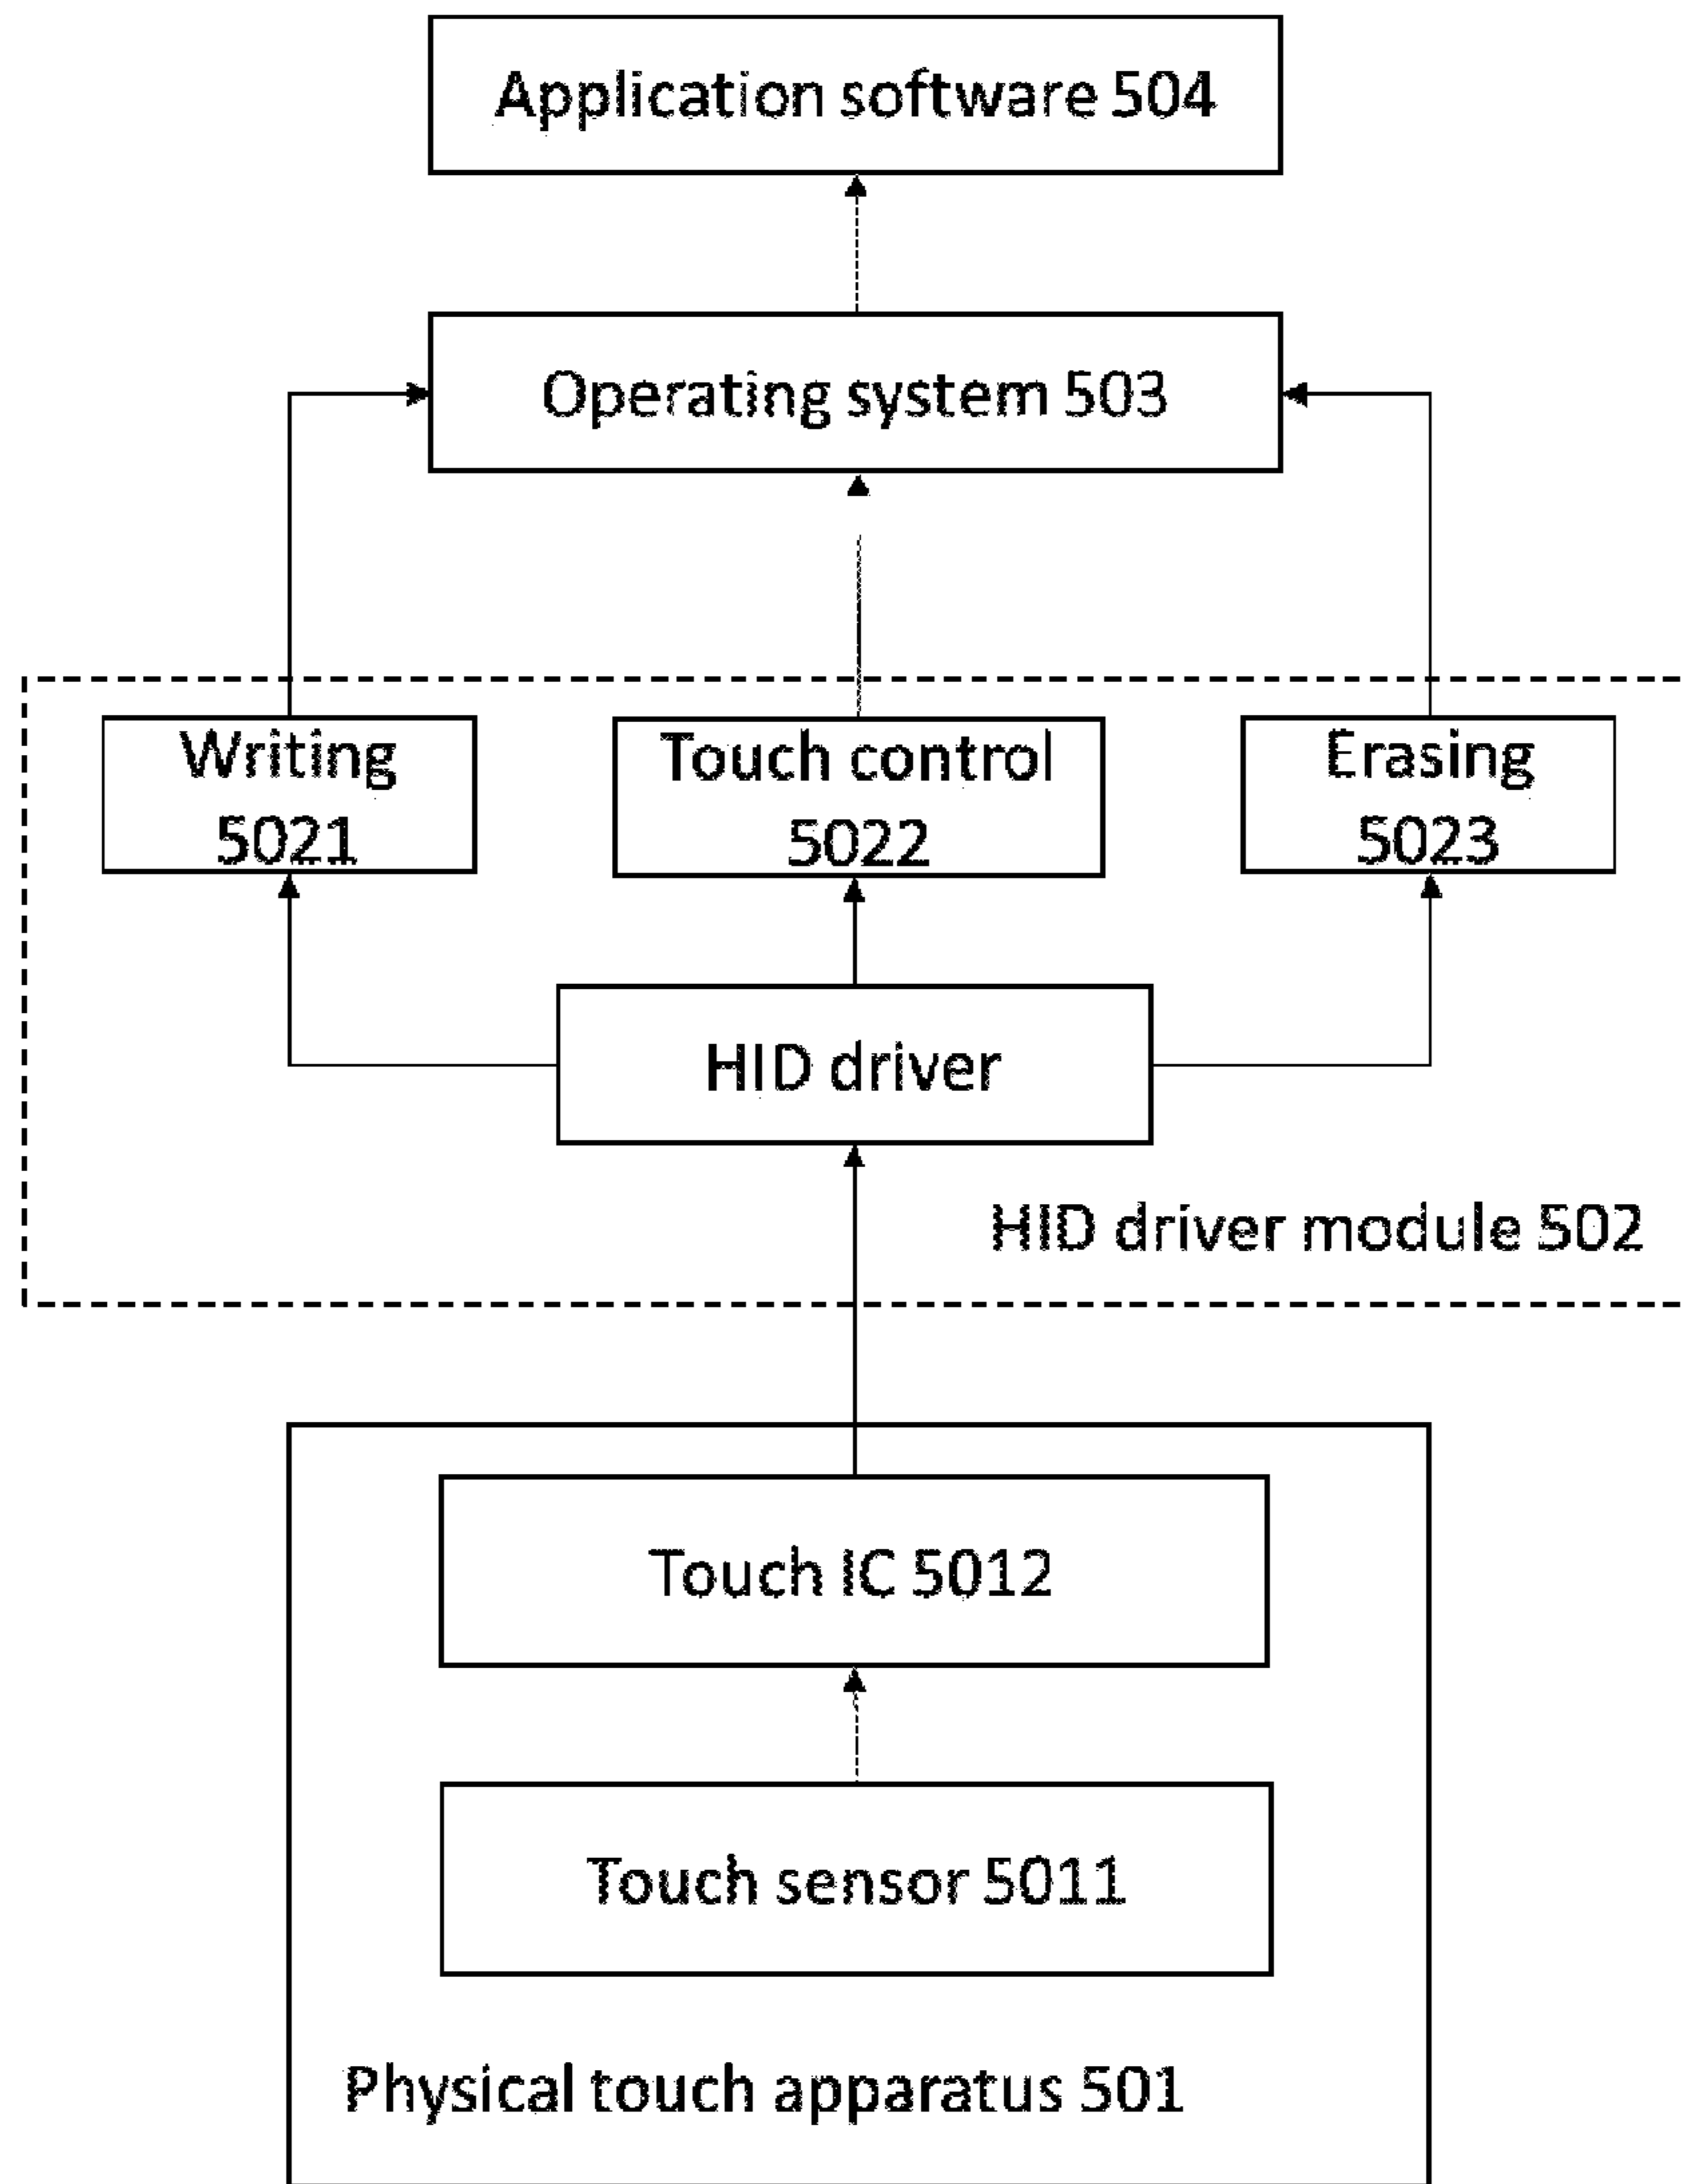 Application software 504
Operating system 503
Writing
5021
Touch control
5022
Erasing
5023
HID driver
HID driver module 502
Touch IC 5012
Touch sensor 5011
Physical touch apparatus 501